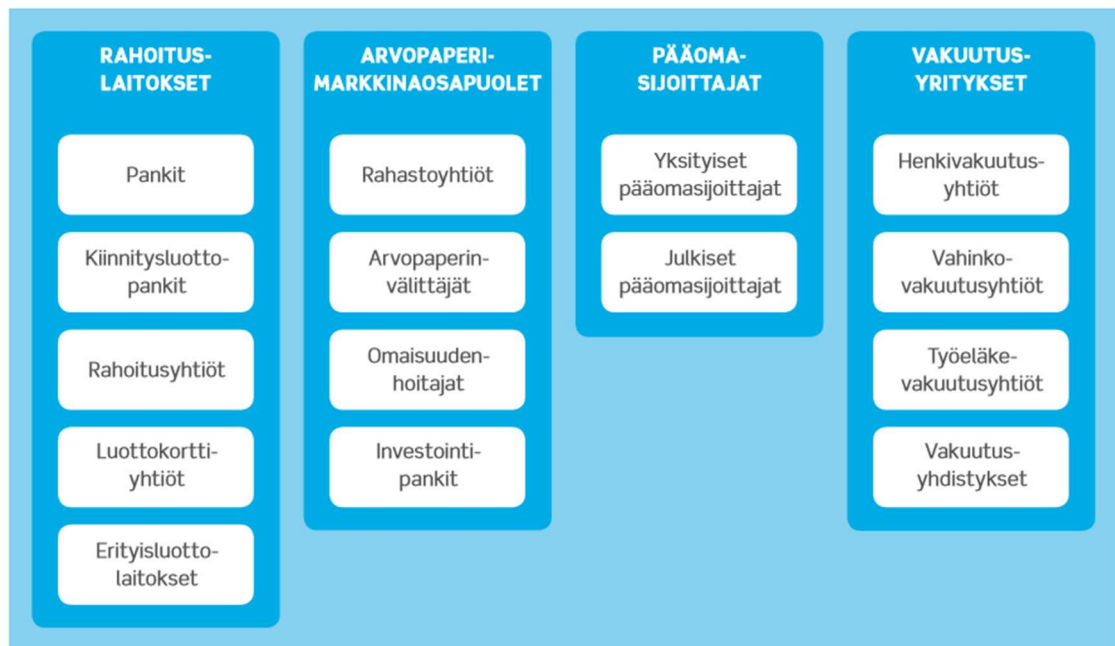 RAHOITUS-
LAITOKSET
Pankit
Kiinnitysluotto-
pankit
Rahoitusyhtiöt
Luottokortti-
yhtiöt
Erityisluotto-
laitokset
ARVOPAPERI-
MARKKINAOSAPUOLET
Rahastoyhtiöt
Arvopaperin-
välittäjät
Omaisuuden-
hoitajat
Investointi-
pankit
PÄÄOMA-
SIJOITTAJAT
Yksityiset
pääomasijoittajat
Julkiset
pääomasijoittajat
VAKUUTUS-
YRITYKSET
Henkivakuutus-
yhtiöt
Vahinko-
vakuutusyhtiöt
Työeläke-
vakuutusyhtiöt
Vakuutus-
yhdistykset